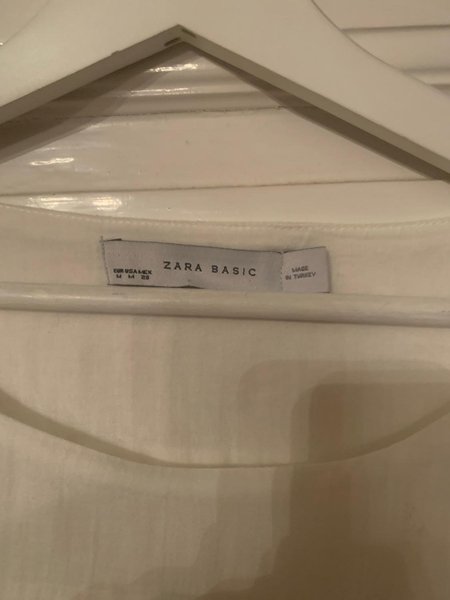 EUR USA MEX
M M 28
ZARA BASIC
MADE
IN TURKEY